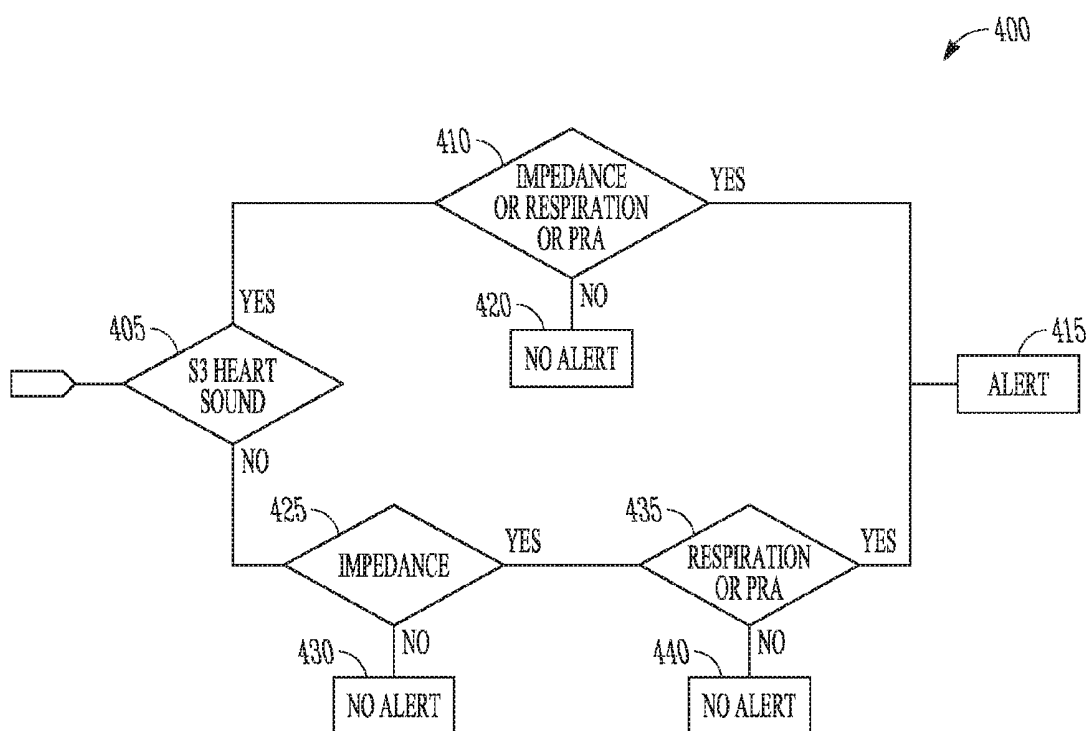 400
410
IMPEDANCE
OR RESPIRATION
OR PRA
YES
NO
420
NO ALERT
YES
405
S3 HEART
SOUND
NO
415
ALERT
425
IMPEDANCE
YES
NO
430
NO ALERT
435
RESPIRATION
OR PRA
YES
NO
440
NO ALERT